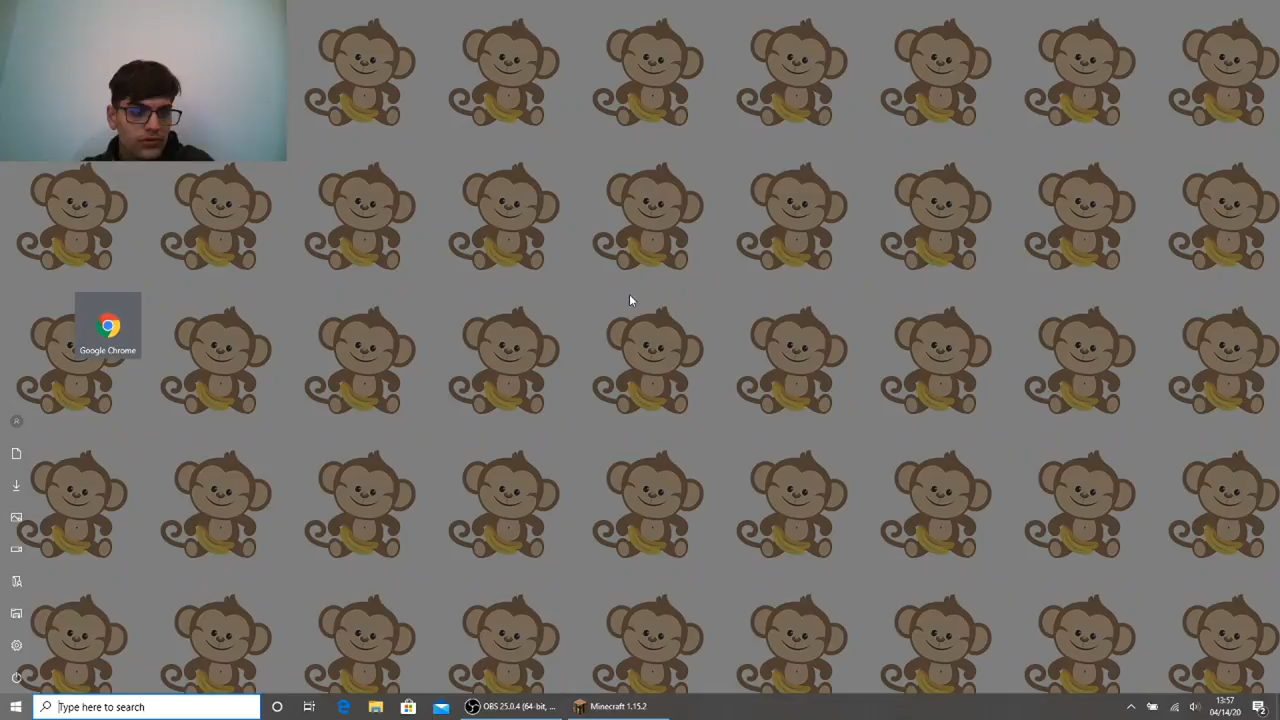 Google Chrome
Type here to search
OBS 25.0.4 (64-bit, ...
Minecraft 1.15.2
13:57
04/14/20
2